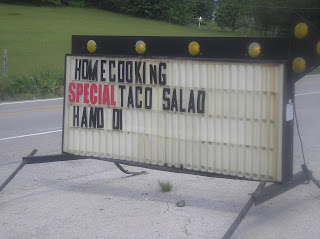 HOMECOOKING
SPECIAL TACO SALAD
HAND DI